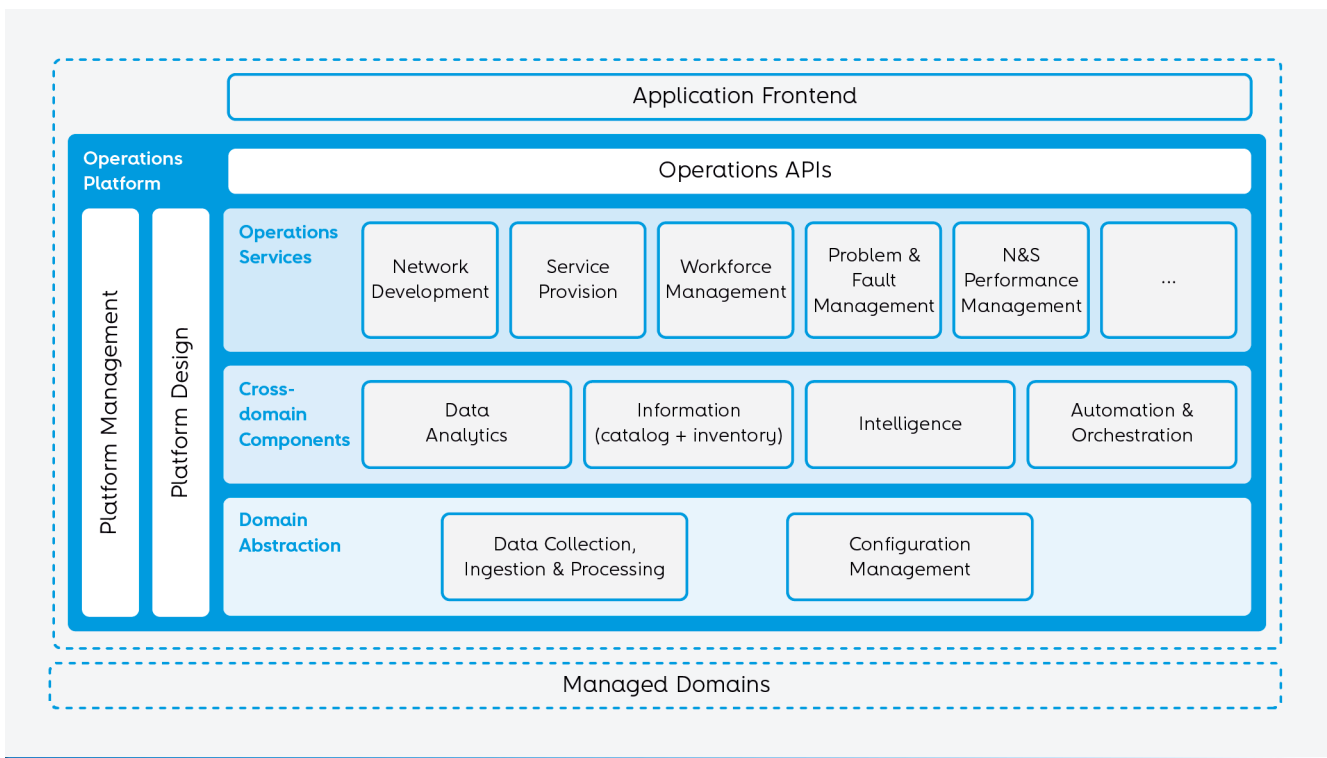 Application Frontend
Operations
Platform
Operations APIs
Platform Management
Platform Design
Operations
Services
Network
Development
Service
Provision
Workforce
Management
Problem &
Fault
Management
N&S
Performance
Management
...
Cross-
domain
Components
Data
Analytics
Information
(catalog + inventory)
Intelligence
Automation &
Orchestration
Domain
Abstraction
Data Collection,
Ingestion & Processing
Configuration
Management
Managed Domains